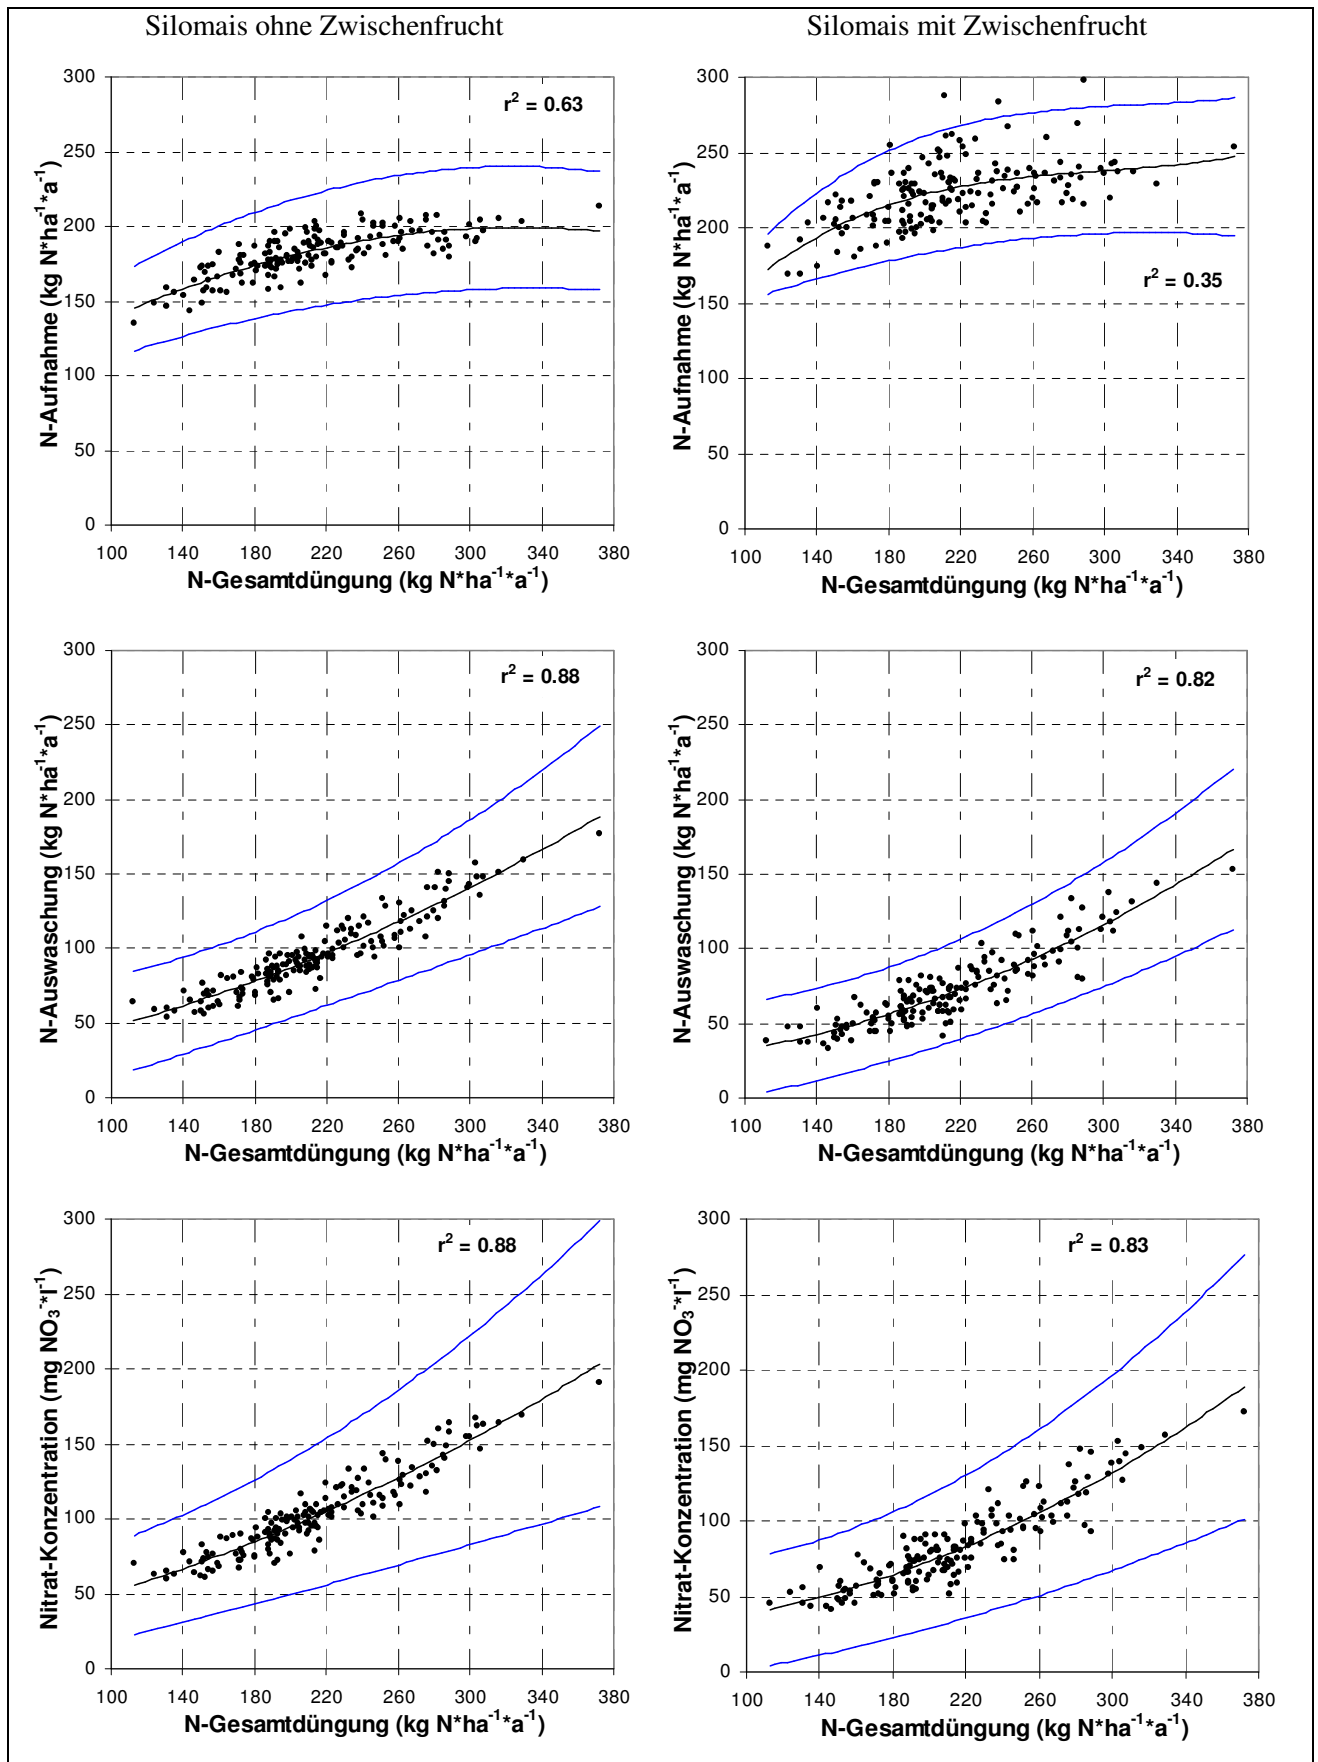 Silomais ohne Zwischenfrucht
Silomais mit Zwischenfrucht
300
250
200
150
100
50
0
r² = 0.63
N-Aufnahme (kg N*ha⁻¹*a⁻¹)
100 140 180 220 260 300 340 380
N-Gesamtdüngung (kg N*ha⁻¹*a⁻¹)
300
250
200
150
100
50
0
r² = 0.35
N-Aufnahme (kg N*ha⁻¹*a⁻¹)
100 140 180 220 260 300 340 380
N-Gesamtdüngung (kg N*ha⁻¹*a⁻¹)
300
250
200
150
100
50
0
r² = 0.88
N-Auswaschung (kg N*ha⁻¹*a⁻¹)
100 140 180 220 260 300 340 380
N-Gesamtdüngung (kg N*ha⁻¹*a⁻¹)
300
250
200
150
100
50
0
r² = 0.82
N-Auswaschung (kg N*ha⁻¹*a⁻¹)
100 140 180 220 260 300 340 380
N-Gesamtdüngung (kg N*ha⁻¹*a⁻¹)
300
250
200
150
100
50
0
r² = 0.88
Nitrat-Konzentration (mg NO₃⁻*l⁻¹)
100 140 180 220 260 300 340 380
N-Gesamtdüngung (kg N*ha⁻¹*a⁻¹)
300
250
200
150
100
50
0
r² = 0.83
Nitrat-Konzentration (mg NO₃⁻*l⁻¹)
100 140 180 220 260 300 340 380
N-Gesamtdüngung (kg N*ha⁻¹*a⁻¹)